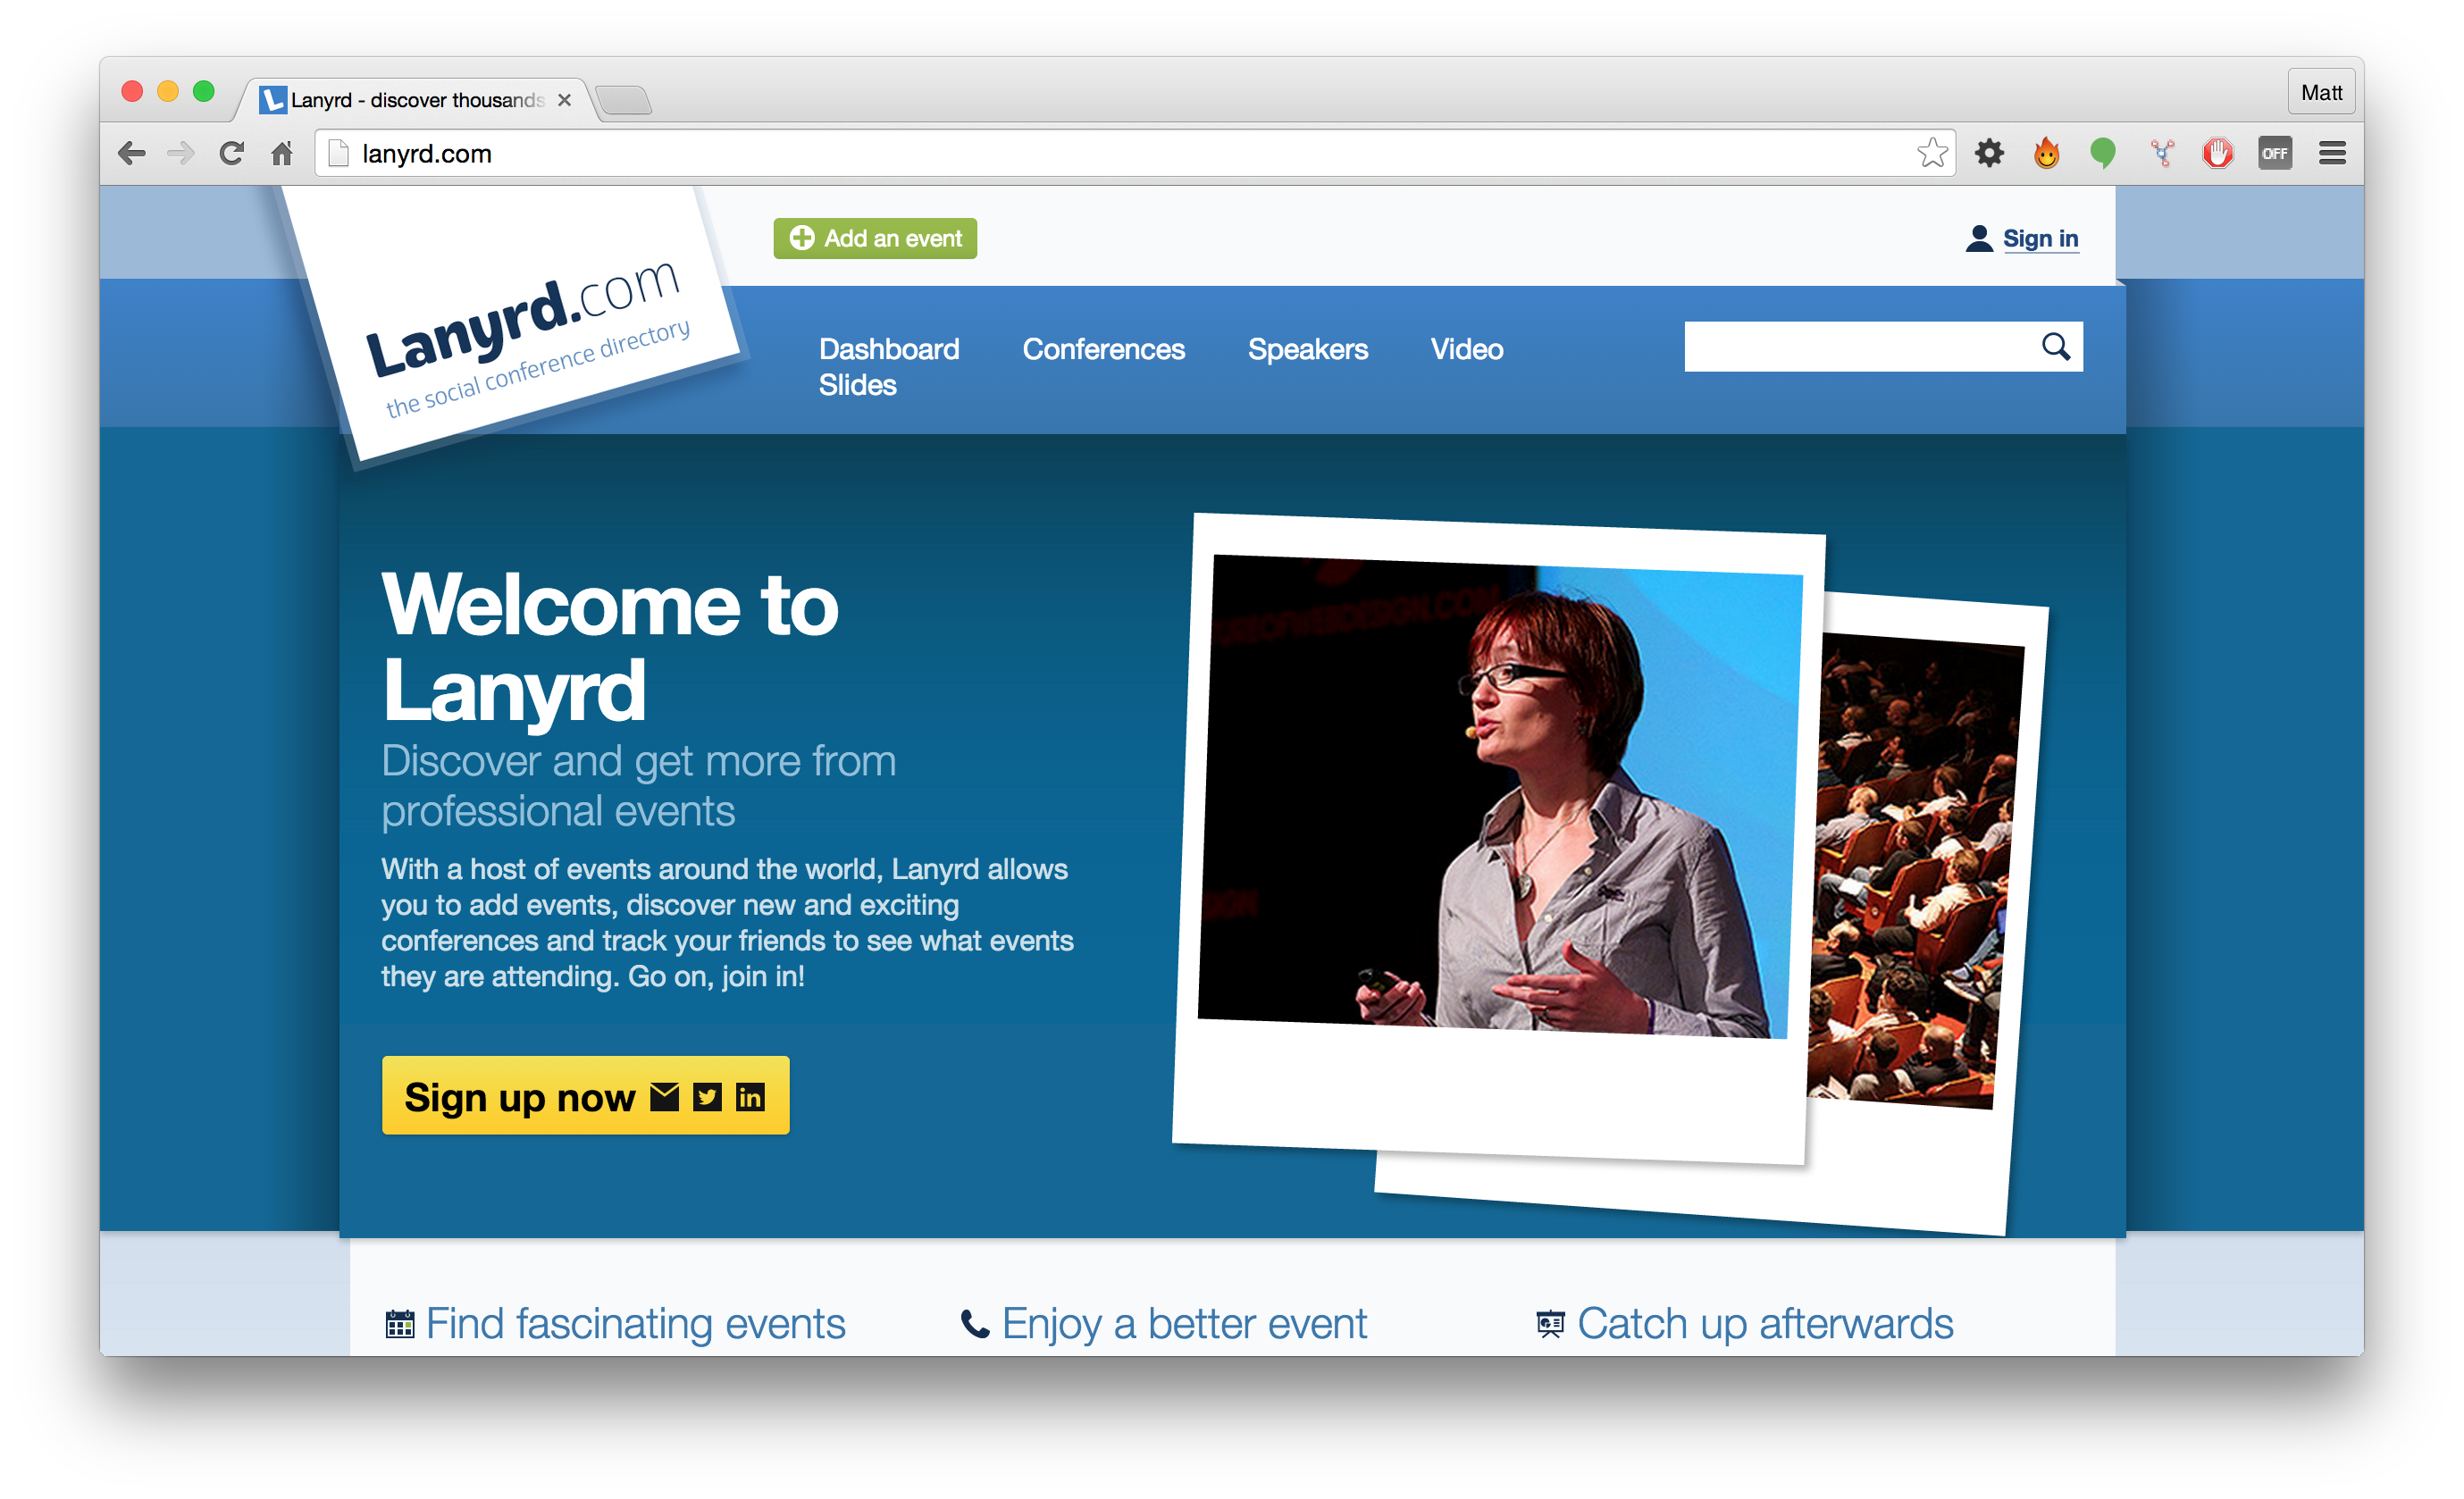 Lanyrd - discover thousands
Matt
lanyrd.com
Add an event
Sign in
Lanyrd.com
the social conference directory
Dashboard Conferences Speakers Video
Slides
Welcome to
Lanyrd
Discover and get more from
professional events
With a host of events around the world, Lanyrd allows
you to add events, discover new and exciting
conferences and track your friends to see what events
they are attending. Go on, join in!
Sign up now
in
OFF
Find fascinating events
Enjoy a better event
Catch up afterwards